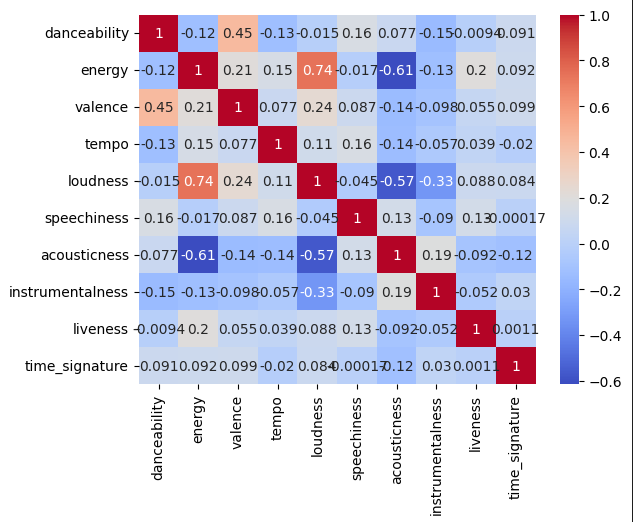 danceability 1 -0.12 0.45 -0.13 -0.015 0.16 0.077 -0.15 -0.0094 0.091
energy -0.12 1 0.21 0.15 0.74 -0.017 -0.61 -0.13 0.2 0.092
valence 0.45 0.21 1 0.077 0.24 0.087 -0.14 -0.098 0.055 0.099
tempo -0.13 0.15 0.077 1 0.11 0.16 -0.14 -0.057 0.039 -0.02
loudness -0.015 0.74 0.24 0.11 1 -0.045 -0.57 -0.33 0.088 0.084
speechiness 0.16 -0.017 0.087 0.16 -0.045 1 0.13 -0.09 0.13 -0.00017
acousticness 0.077 -0.61 -0.14 -0.14 -0.57 0.13 1 0.19 -0.092 -0.12
instrumentalness -0.15 -0.13 -0.098 -0.057 -0.33 -0.09 0.19 1 -0.052 0.03
liveness -0.0094 0.2 0.055 0.039 0.088 0.13 -0.092 -0.052 1 0.0011
time_signature 0.091 0.092 0.099 -0.02 0.084 -0.00017 -0.12 0.03 0.0011 1
danceability
energy
valence
tempo
loudness
speechiness
acousticness
instrumentalness
liveness
time_signature
1.0
0.8
0.6
0.4
0.2
0.0
−0.2
−0.4
−0.6